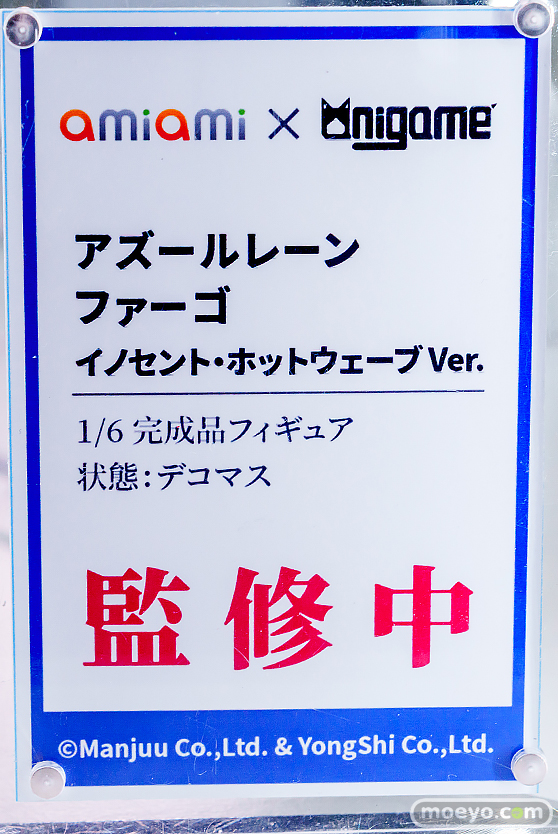 amiami × Onigame
アズールレーン
ファーゴ
イノセント・ホットウェーブ Ver.
1/6 完成品フィギュア
状態：デコマス
監修中
©Manjuu Co.,Ltd. & YongShi Co.,Ltd.
moeyo.com